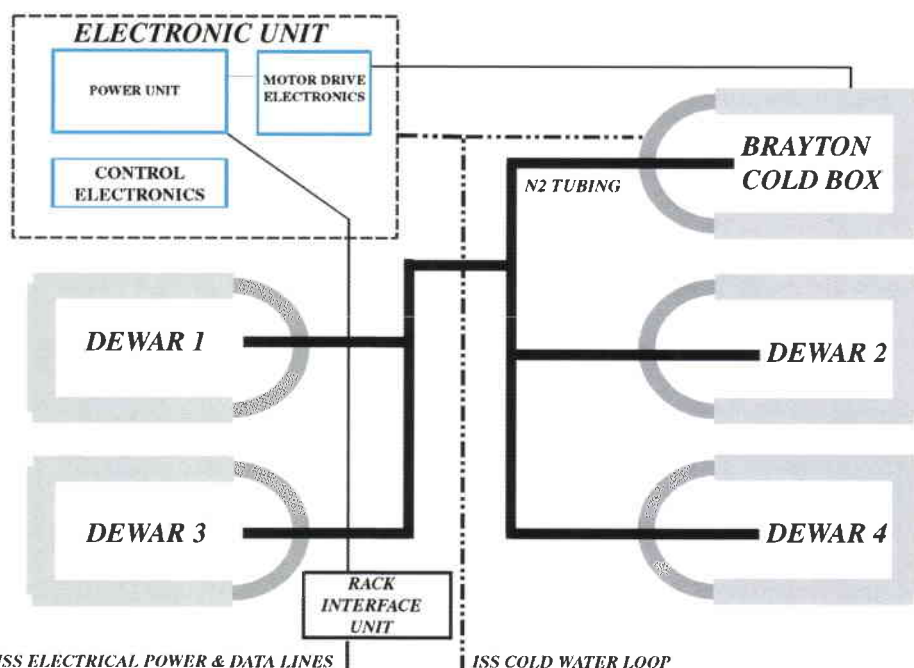 ELECTRONIC UNIT
POWER UNIT
MOTOR DRIVE
ELECTRONICS
CONTROL
ELECTRONICS
BRAYTON
COLD BOX
N2 TUBING
DEWAR 1
DEWAR 2
DEWAR 3
DEWAR 4
RACK
INTERFACE
UNIT
ISS ELECTRICAL POWER & DATA LINES
ISS COLD WATER LOOP